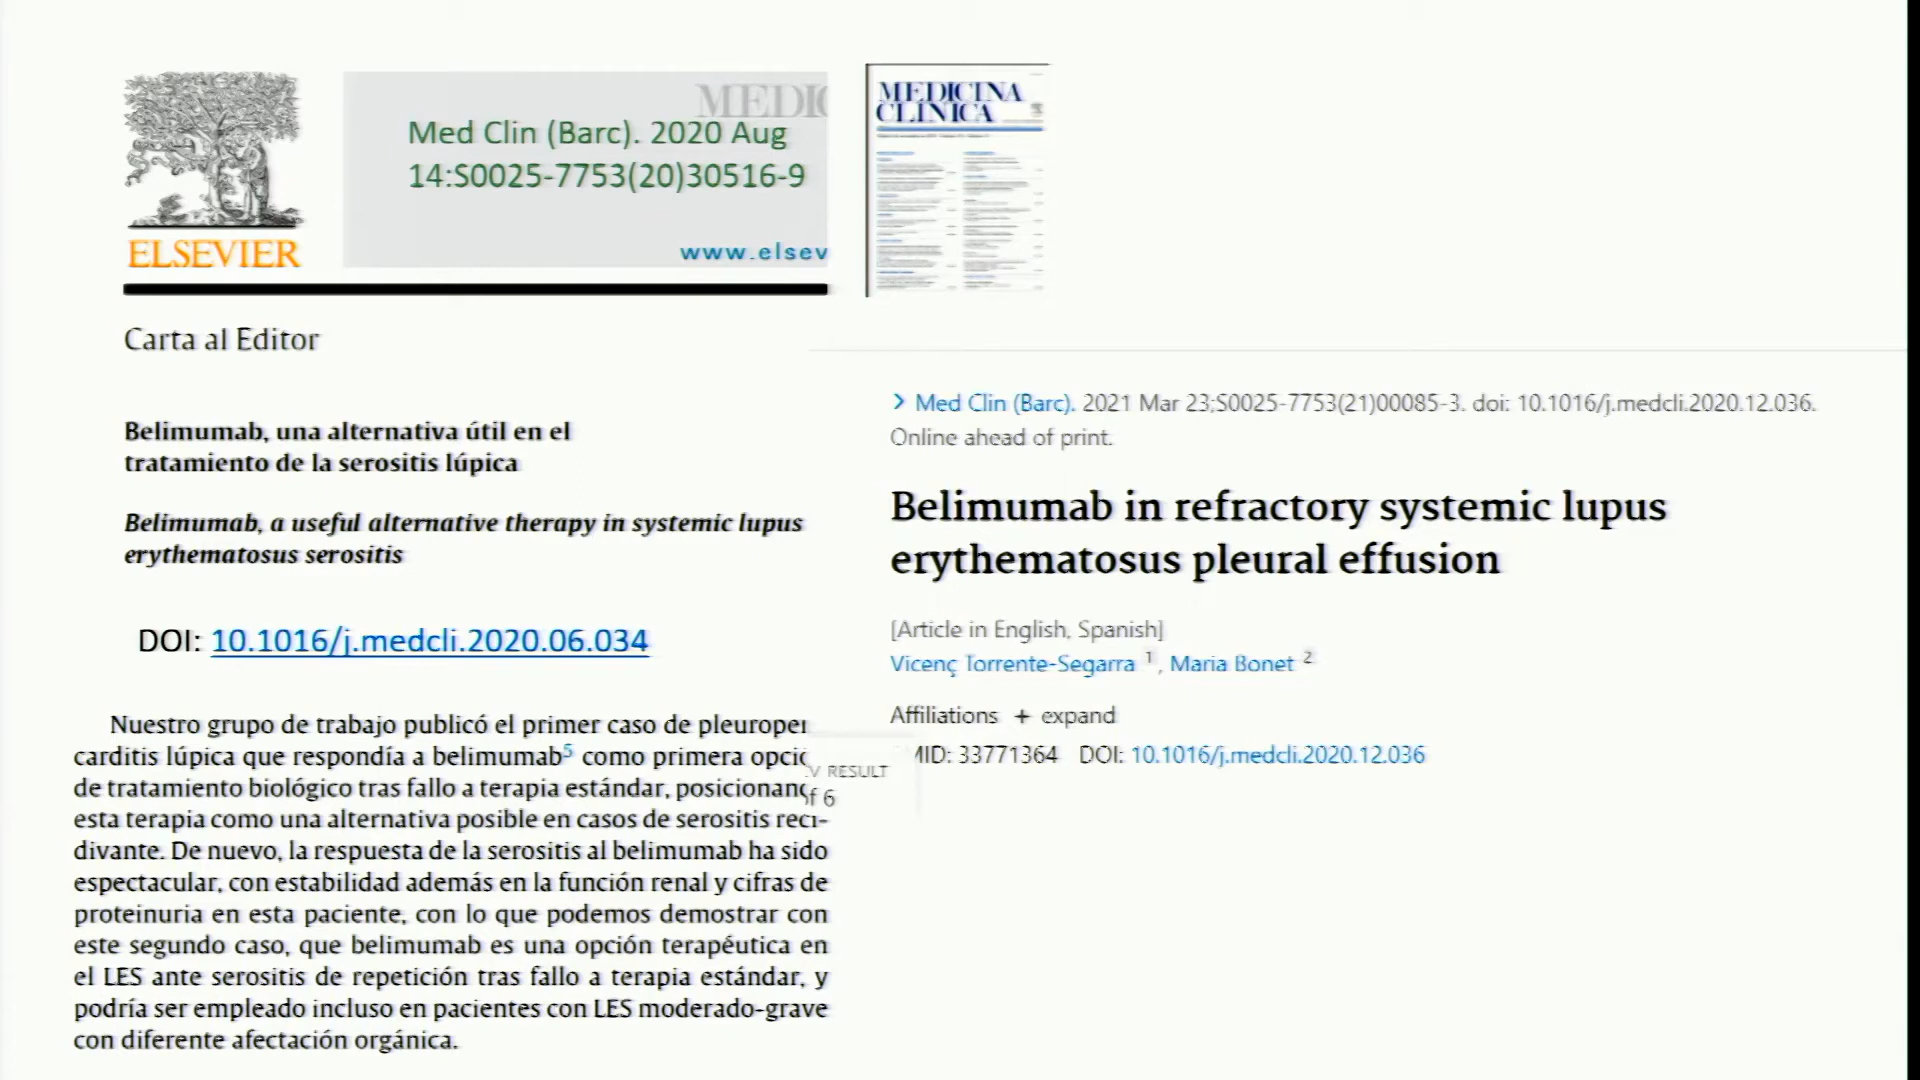 MEDIC
Med Clin (Barc). 2020 Aug
14:S0025-7753(20)30516-9
www.elsev
ELSEVIER
MEDICINA
CLINICA
Carta al Editor
Belimumab, una alternativa útil en el
tratamiento de la serositis lúpica
Belimumab, a useful alternative therapy in systemic lupus
erythematosus serositis
DOI: 10.1016/j.medcli.2020.06.034
Nuestro grupo de trabajo publicó el primer caso de pleuroper
carditis lúpica que respondía a belimumab5 como primera opció
de tratamiento biológico tras fallo a terapia estándar, posicionand
esta terapia como una alternativa posible en casos de serositis reci-
divante. De nuevo, la respuesta de la serositis al belimumab ha sido
espectacular, con estabilidad además en la función renal y cifras de
proteinuria en esta paciente, con lo que podemos demostrar con
este segundo caso, que belimumab es una opción terapéutica en
el LES ante serositis de repetición tras fallo a terapia estándar, y
podría ser empleado incluso en pacientes con LES moderado-grave
con diferente afectación orgánica.
> Med Clin (Barc). 2021 Mar 23;S0025-7753(21)00085-3. doi: 10.1016/j.medcli.2020.12.036.
Online ahead of print.
Belimumab in refractory systemic lupus
erythematosus pleural effusion
[Article in English, Spanish]
Vicenç Torrente-Segarra 1, Maria Bonet 2
Affiliations + expand
MID: 33771364 DOI: 10.1016/j.medcli.2020.12.036
V RESULT
of 6